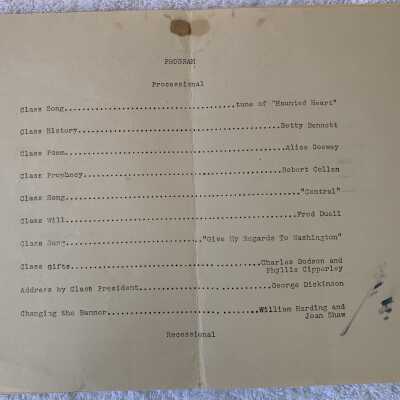 PROGRAM
Processional
Class Song........................................tune of "Haunted Heart"
Class History................................................Betty Bennett
Class Poem....................................................Alice Gooway
Class Prophecy...............................................Robert Cullen
Class Song........................................................"Central"
Class Will.......................................................Fred Duell
Class Song................................."Give My Regards To Washington"
Class gifts...........................................Charles Dodson and
Phyllis Cipperley
Address by Class President...............................George Dickinson
Changing the Banner...................................William Harding and
Joan Shaw
Recessional